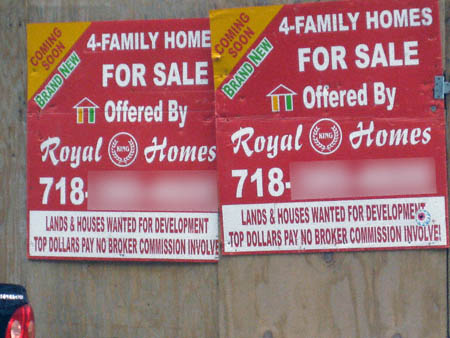 COMING SOON
BRAND NEW
4-FAMILY HOME
FOR SALE
Offered By
Royal KING Homes
718-
LANDS & HOUSES WANTED FOR DEVELOPMENT
TOP DOLLARS PAY NO BROKER COMMISSION INVOLVE
COMING SOON
BRAND NEW
4-FAMILY HOMES
FOR SALE
Offered By
Royal KING Homes
718-
LANDS & HOUSES WANTED FOR DEVELOPMENT
TOP DOLLARS PAY NO BROKER COMMISSION INVOLVE!